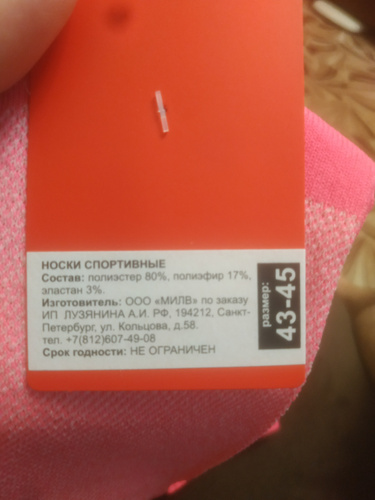 НОСКИ СПОРТИВНЫЕ
Состав: полиэстер 80%, полиэфир 17%,
эластан 3%.
Изготовитель: ООО «МИЛВ» по заказу
ИП ЛУЗЯНИНА А.И. РФ, 194212, Санкт-
Петербург, ул. Кольцова, д.58.
тел. +7(812)607-49-08
Срок годности: НЕ ОГРАНИЧЕН
размер:
43-45